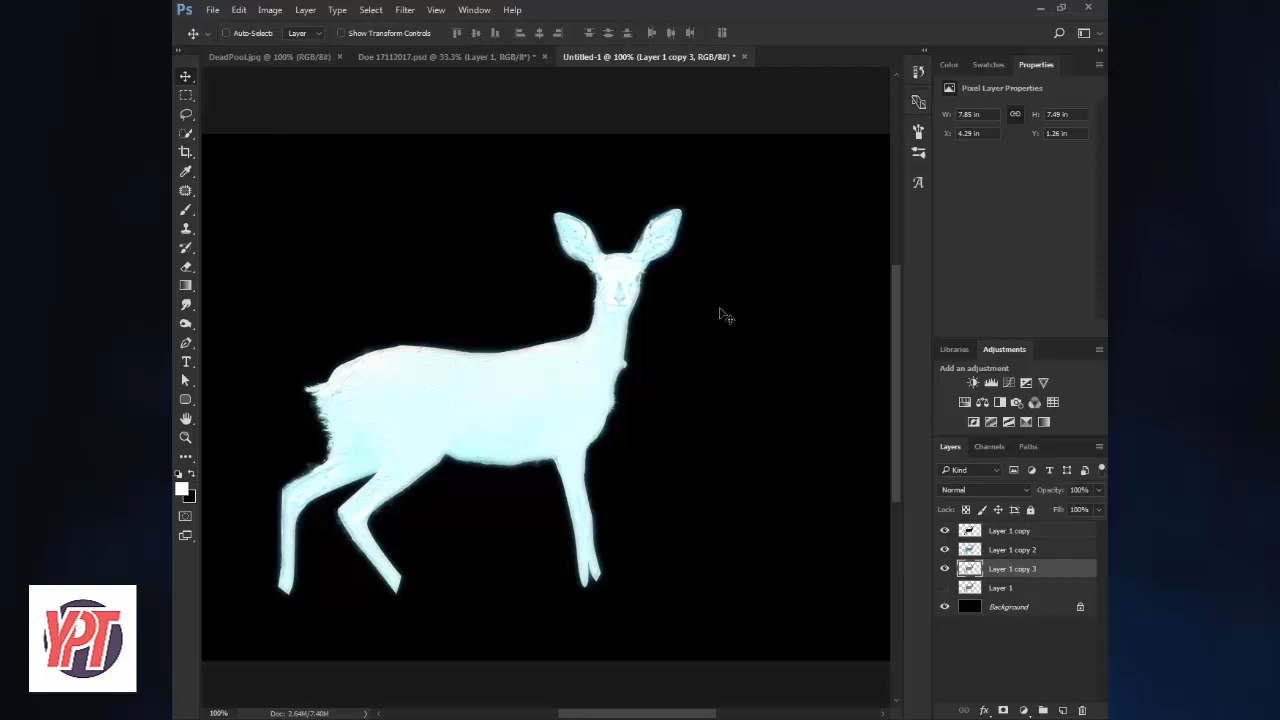 Ps File Edit Image Layer Type Select Filter View Window Help
Auto-Select: Layer Show Transform Controls
DeadPool.jpg @ 100% (RGB/8#) × Doe 17112017.psd @ 33.3% (Layer 1, RGB/8*) * × Untitled-1 @ 100% (Layer 1 copy 3, RGB/8#) * ×
Color Swatches Properties
Pixel Layer Properties
W: 7.85 in H: 7.49 in
X: 4.29 in Y: 1.26 in
Libraries Adjustments
Add an adjustment
Layers Channels Paths
Kind
Normal Opacity: 100%
Lock: Fill: 100%
Layer 1 copy
Layer 1 copy 2
Layer 1 copy 3
Layer 1
Background
YPT
100% Doc: 2.64M/7.40M
fx